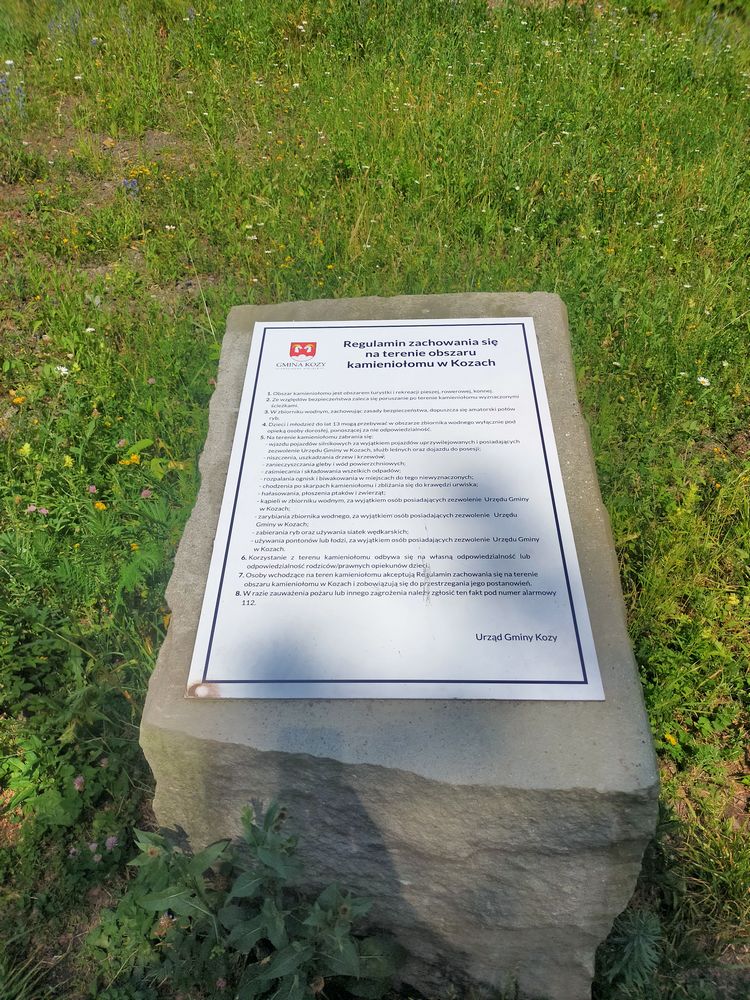 Regulamin zachowania się
na terenie obszaru
kamieniołomu w Kozach
GMINA KOZY
1. Obszar kamieniołomu jest obszarem turystki i rekreacji pieszej, rowerowej, konnej.
2. Ze względów bezpieczeństwa zaleca się poruszanie po terenie kamieniołomu wyznaczonymi
ścieżkami.
3. W zbiorniku wodnym, zachowując zasady bezpieczeństwa, dopuszcza się amatorski połów
ryb.
4. Dzieci i młodzież do lat 13 mogą przebywać w obszarze zbiornika wodnego wyłącznie pod
opieką osoby dorosłej, ponoszącej za nie odpowiedzialność.
5. Na terenie kamieniołomu zabrania się:
- wjazdu pojazdów silnikowych za wyjątkiem pojazdów uprzywilejowanych i posiadających
zezwolenie Urzędu Gminy w Kozach, służb leśnych oraz dojazdu do posesji;
- niszczenia, uszkadzania drzew i krzewów;
- zanieczyszczania gleby i wód powierzchniowych;
- zaśmiecania i składowania wszelkich odpadów;
- rozpalania ognisk i biwakowania w miejscach do tego niewyznaczonych;
- chodzenia po skarpach kamieniołomu i zbliżania się do krawędzi urwiska;
- hałasowania, płoszenia ptaków i zwierząt;
- kąpieli w zbiorniku wodnym, za wyjątkiem osób posiadających zezwolenie Urzędu Gminy
w Kozach;
- zarybiania zbiornika wodnego, za wyjątkiem osób posiadających zezwolenie Urzędu
Gminy w Kozach;
- zabierania ryb oraz używania siatek wędkarskich;
- używania pontonów lub łodzi, za wyjątkiem osób posiadających zezwolenie Urzędu Gminy
w Kozach.
6. Korzystanie z terenu kamieniołomu odbywa się na własną odpowiedzialność lub
odpowiedzialność rodziców/prawnych opiekunów dzieci.
7. Osoby wchodzące na teren kamieniołomu akceptują Regulamin zachowania się na terenie
obszaru kamieniołomu w Kozach i zobowiązują się do przestrzegania jego postanowień.
8. W razie zauważenia pożaru lub innego zagrożenia należy zgłosić ten fakt pod numer alarmowy
112.
Urząd Gminy Kozy